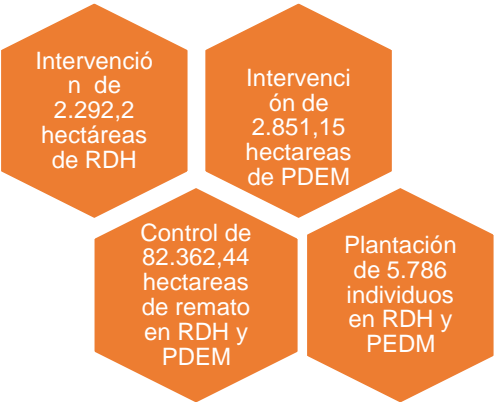 Intervenció
n de
2.292,2
hectáreas
de RDH
Intervenci
ón de
2.851,15
hectareas
de PDEM
Control de
82.362,44
hectareas
de remato
en RDH y
PDEM
Plantación
de 5.786
individuos
en RDH y
PEDM